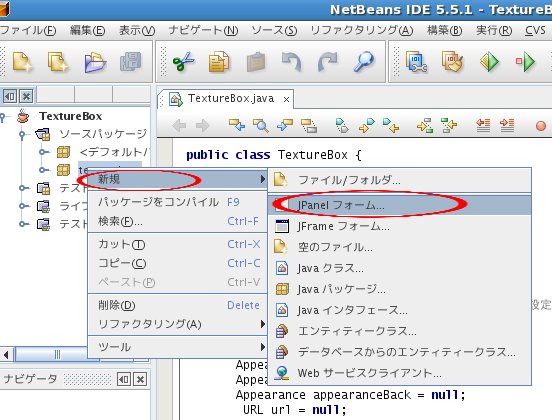 NetBeans IDE 5.5.1 - TextureB
ファイル(F) 編集(E) 表示(V) ナビゲート(N) ソース(S) リファクタリング(A) 構築(B) 実行(R) CVS
TextureBox.java ×
TextureBox
ソースパッケージ
<デフォルトパ
te
テスト
ライブ
テスト
public class TextureBox {
新規
パッケージをコンパイル F9
検索(F)... Ctrl-F
カット(T) Ctrl-X
コピー(C) Ctrl-C
ペースト(P) Ctrl-V
削除(D) Delete
リファクタリング(A)
ツール
ファイル/フォルダ...
JPanel フォーム...
JFrame フォーム...
空のファイル...
Java クラス...
Java パッケージ...
Java インタフェース...
エンティティークラス...
データベースからのエンティティークラス...
Web サービスクライアント...
設定
Appea
Appea
Appearance appearanceBack = null;
URL url = null;
ナビゲータ